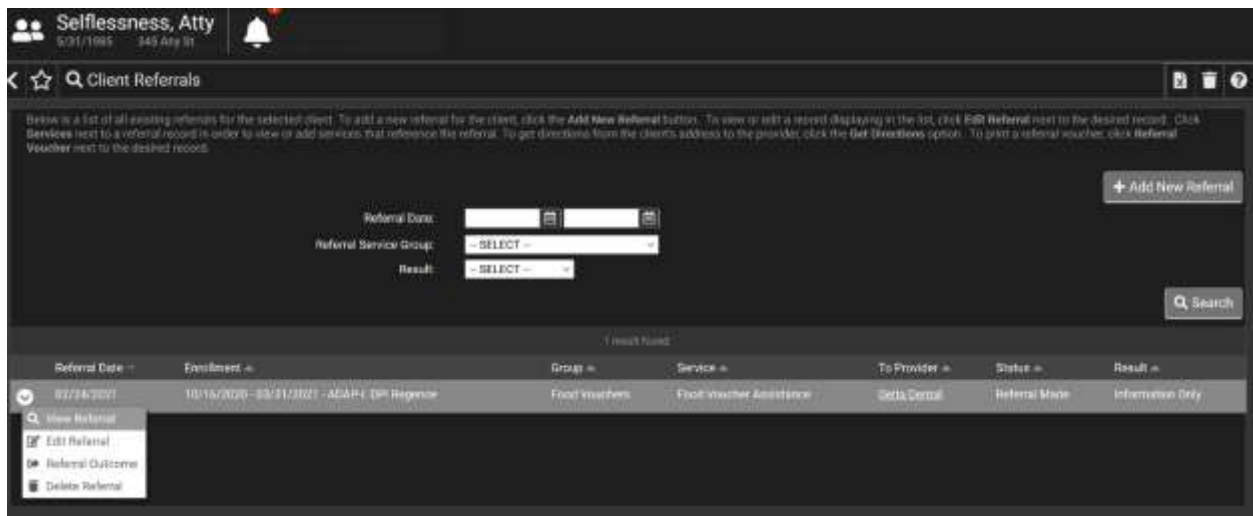 Selflessness, Atty
5/31/1985 345 Any St
Client Referrals
Below is a list of all existing referrals for the selected client. To add a new referral for the client, click the Add New Referral button. To view or edit a record displaying in the list, click Edit Referral next to the desired record. Click
Services next to a referral record in order to view or add services that reference the referral. To get directions from the client's address to the provider, click the Get Directions option. To print a referral voucher, click Referral
Voucher next to the desired record.
+ Add New Referral
Referral Date:
Referral Service Group: -- SELECT --
Result: -- SELECT --
Search
1 result found.
Referral Date Enrollment Group Service To Provider Status Result
02/24/2021 10/16/2020 - 03/31/2021 - ADAP-I, DPI Regence Food Vouchers Food Voucher Assistance Dental Referral Made Information Only
View Referral
Edit Referral
Referral Outcome
Delete Referral